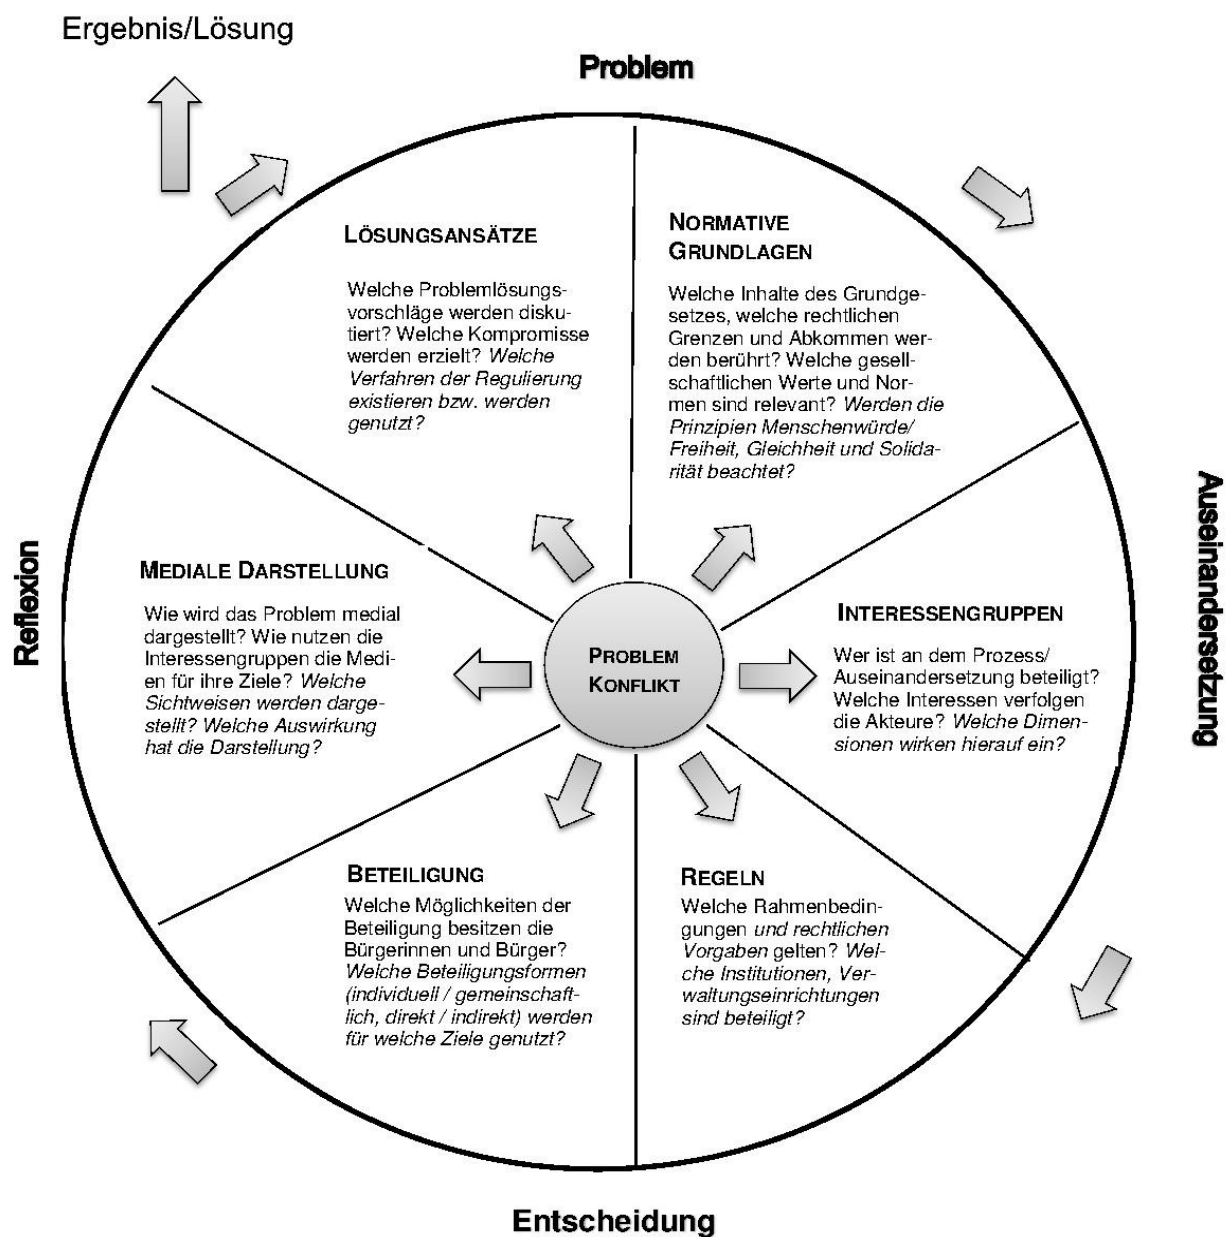 Ergebnis/Lösung
Problem
LÖSUNGSANSÄTZE
Welche Problemlösungs-
vorschläge werden disku-
tiert? Welche Kompromisse
werden erzielt? Welche
Verfahren der Regulierung
existieren bzw. werden
genutzt?
NORMATIVE
GRUNDLAGEN
Welche Inhalte des Grundge-
setzes, welche rechtlichen
Grenzen und Abkommen wer-
den berührt? Welche gesell-
schaftlichen Werte und Nor-
men sind relevant? Werden die
Prinzipien Menschenwürde/
Freiheit, Gleichheit und Solida-
rität beachtet?
Auseinandersetzung
INTERESSENGRUPPEN
Wer ist an dem Prozess/
Auseinandersetzung beteiligt?
Welche Interessen verfolgen
die Akteure? Welche Dimen-
sionen wirken hierauf ein?
PROBLEM
KONFLIKT
Reflexion
MEDIALE DARSTELLUNG
Wie wird das Problem medial
dargestellt? Wie nutzen die
Interessengruppen die Medi-
en für ihre Ziele? Welche
Sichtweisen werden darge-
stellt? Welche Auswirkung
hat die Darstellung?
BETEILIGUNG
Welche Möglichkeiten der
Beteiligung besitzen die
Bürgerinnen und Bürger?
Welche Beteiligungsformen
(individuell / gemeinschaft-
lich, direkt / indirekt) werden
für welche Ziele genutzt?
REGELN
Welche Rahmenbedin-
gungen und rechtlichen
Vorgaben gelten? Wel-
che Institutionen, Ver-
waltungseinrichtungen
sind beteiligt?
Entscheidung